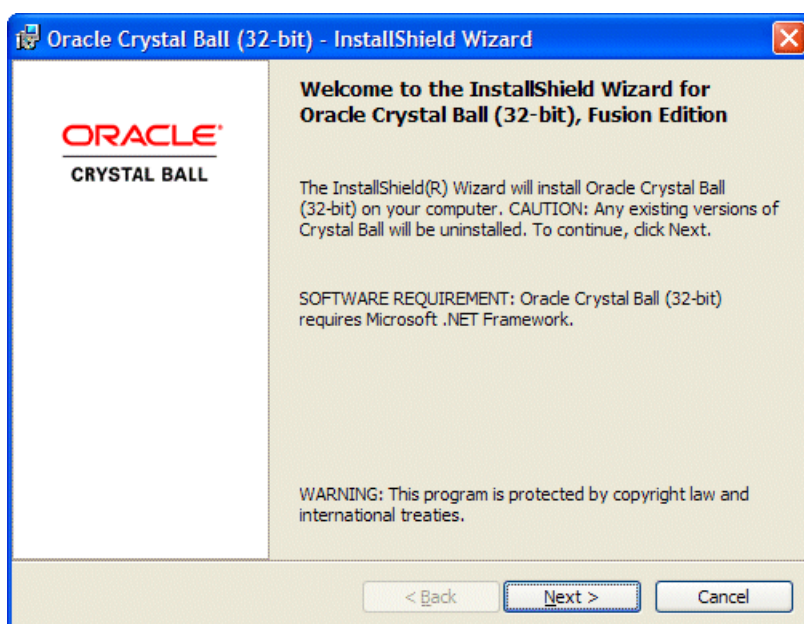 Oracle Crystal Ball (32-bit) - InstallShield Wizard
ORACLE®
CRYSTAL BALL
Welcome to the InstallShield Wizard for
Oracle Crystal Ball (32-bit), Fusion Edition
The InstallShield(R) Wizard will install Oracle Crystal Ball
(32-bit) on your computer. CAUTION: Any existing versions of
Crystal Ball will be uninstalled. To continue, click Next.
SOFTWARE REQUIREMENT: Oracle Crystal Ball (32-bit)
requires Microsoft .NET Framework.
WARNING: This program is protected by copyright law and
international treaties.
< Back Next > Cancel